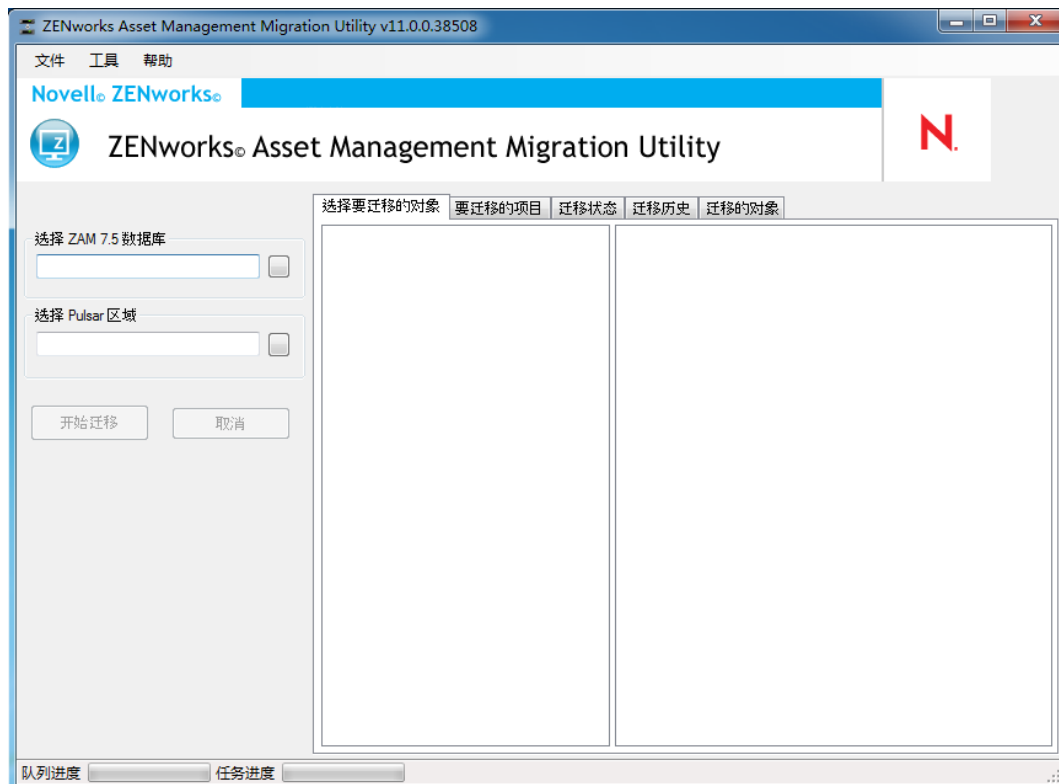 ZENworks Asset Management Migration Utility v11.0.0.38508
文件 工具 帮助
Novell© ZENworks©
ZENworks© Asset Management Migration Utility
N.
选择要迁移的对象 要迁移的项目 迁移状态 迁移历史 迁移的对象
选择 ZAM 7.5 数据库
选择 Pulsar 区域
开始迁移 取消
队列进度 任务进度